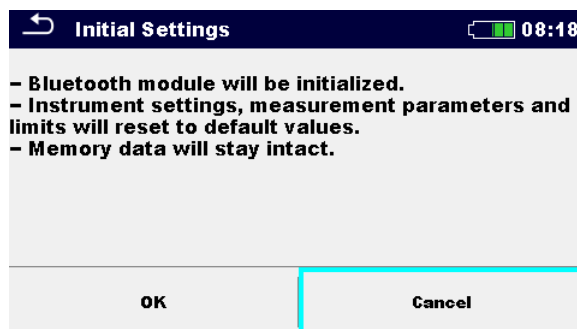 Initial Settings 08:18
– Bluetooth module will be initialized.
– Instrument settings, measurement parameters and
limits will reset to default values.
– Memory data will stay intact.
OK Cancel